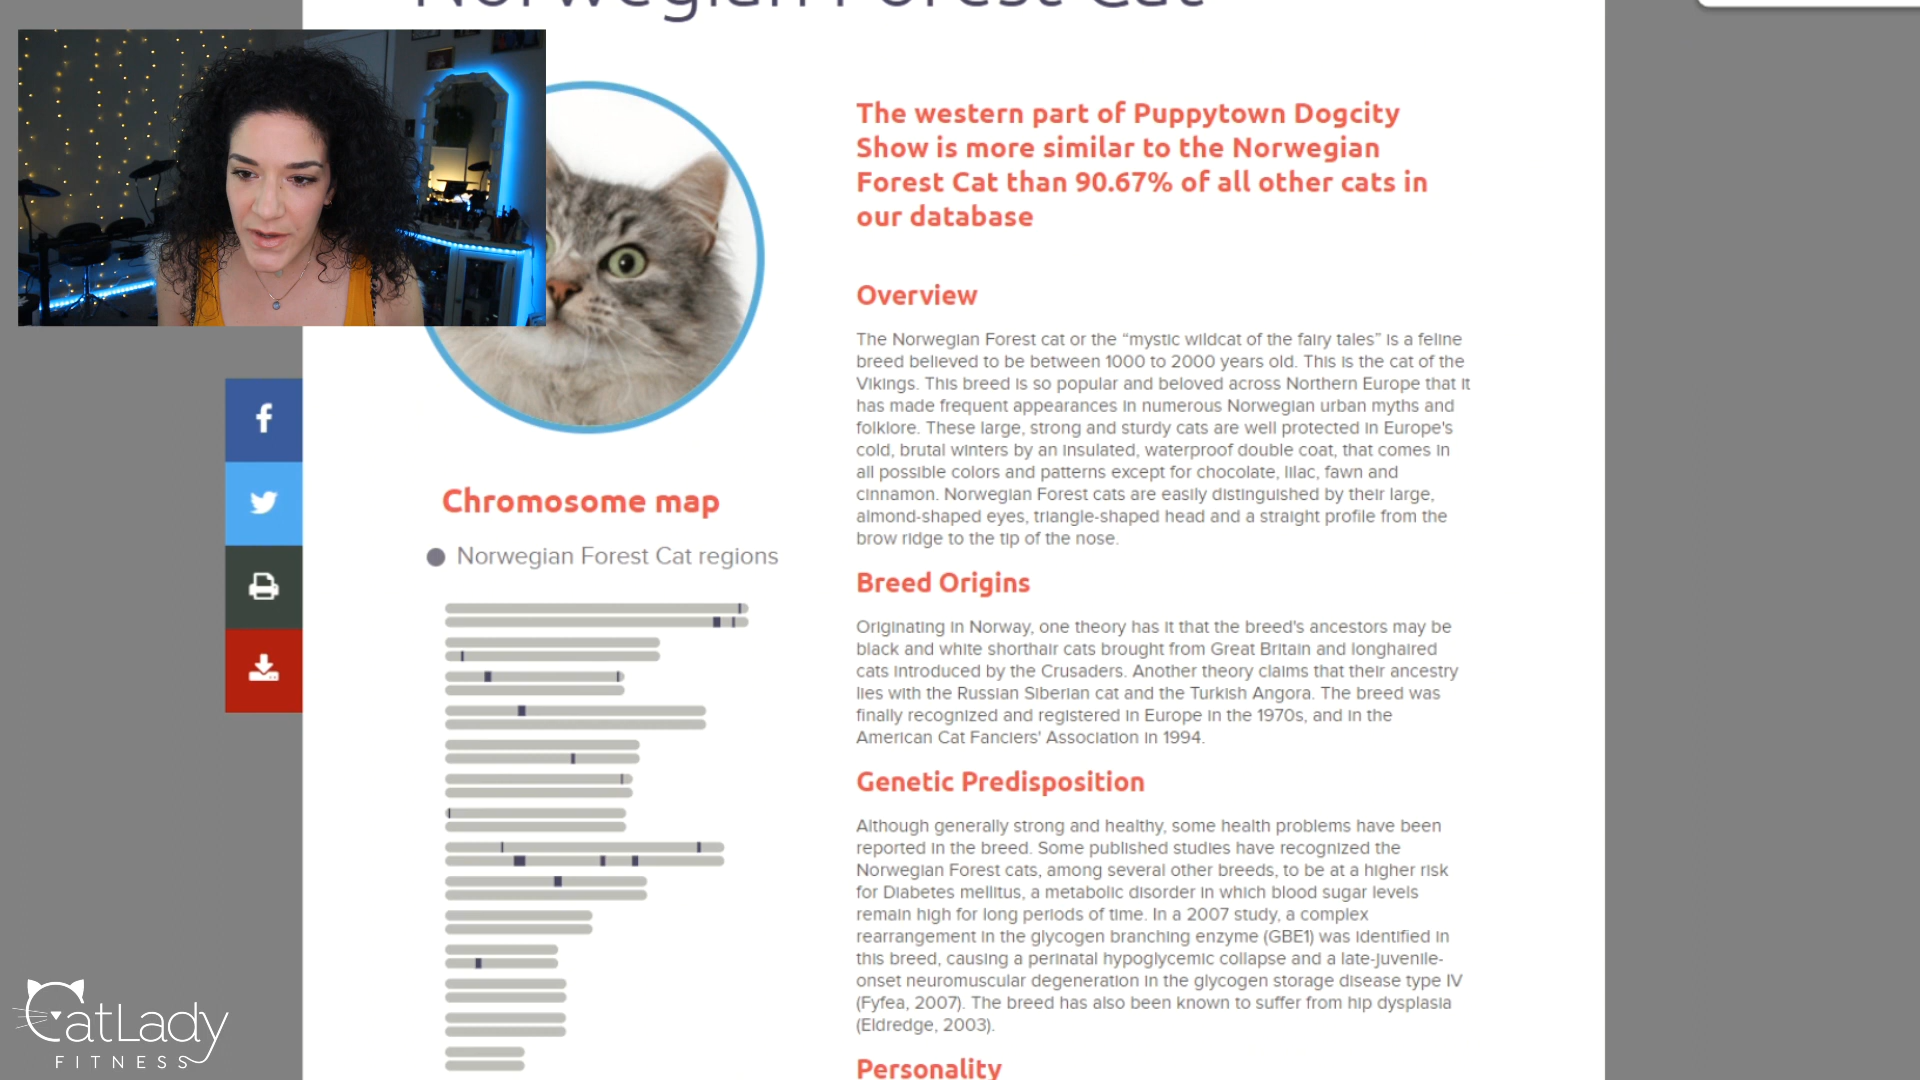 Norwegian Forest Cat
The western part of Puppytown Dogcity
Show is more similar to the Norwegian
Forest Cat than 90.67% of all other cats in
our database
Overview
The Norwegian Forest cat or the “mystic wildcat of the fairy tales” is a feline
breed believed to be between 1000 to 2000 years old. This is the cat of the
Vikings. This breed is so popular and beloved across Northern Europe that it
has made frequent appearances in numerous Norwegian urban myths and
folklore. These large, strong and sturdy cats are well protected in Europe's
cold, brutal winters by an insulated, waterproof double coat, that comes in
all possible colors and patterns except for chocolate, lilac, fawn and
cinnamon. Norwegian Forest cats are easily distinguished by their large,
almond-shaped eyes, triangle-shaped head and a straight profile from the
brow ridge to the tip of the nose.
Chromosome map
Norwegian Forest Cat regions
Breed Origins
Originating in Norway, one theory has it that the breed's ancestors may be
black and white shorthair cats brought from Great Britain and longhaired
cats introduced by the Crusaders. Another theory claims that their ancestry
lies with the Russian Siberian cat and the Turkish Angora. The breed was
finally recognized and registered in Europe in the 1970s, and in the
American Cat Fanciers' Association in 1994.
Genetic Predisposition
Although generally strong and healthy, some health problems have been
reported in the breed. Some published studies have recognized the
Norwegian Forest cats, among several other breeds, to be at a higher risk
for Diabetes mellitus, a metabolic disorder in which blood sugar levels
remain high for long periods of time. In a 2007 study, a complex
rearrangement in the glycogen branching enzyme (GBE1) was identified in
this breed, causing a perinatal hypoglycemic collapse and a late-juvenile-
onset neuromuscular degeneration in the glycogen storage disease type IV
(Fyfea, 2007). The breed has also been known to suffer from hip dysplasia
(Eldredge, 2003).
Personality
CatLady
FITNESS